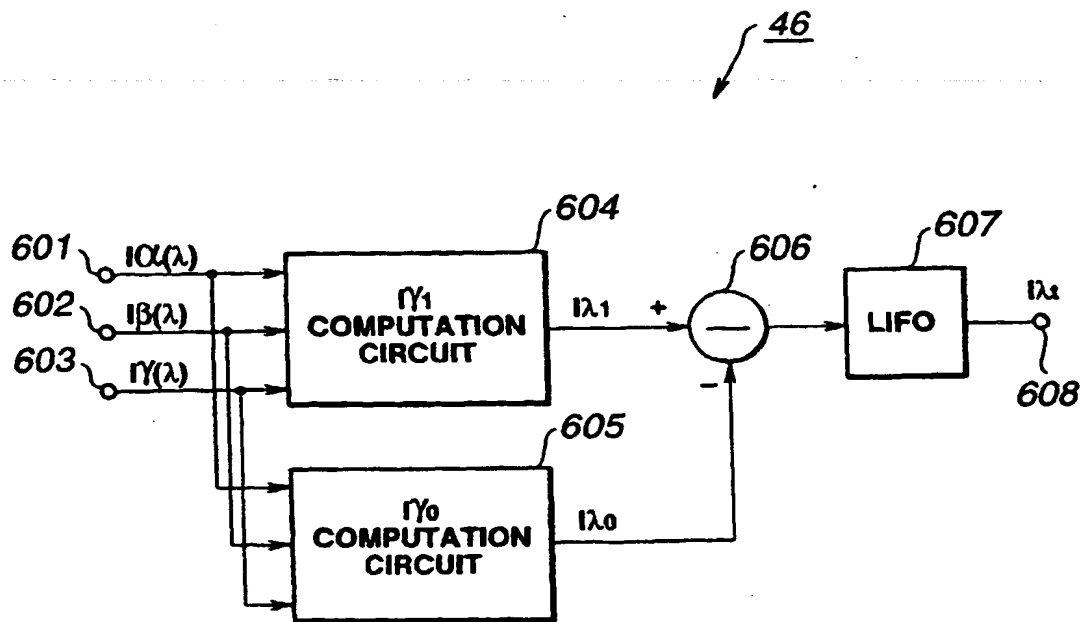 46
601
Iα(λ)
602
Iβ(λ)
603
Iγ(λ)
604
Iγ1
COMPUTATION
CIRCUIT
Iλ1
+
606
−
-
607
LIFO
Iλt
608
605
Iγ0
COMPUTATION
CIRCUIT
Iλ0